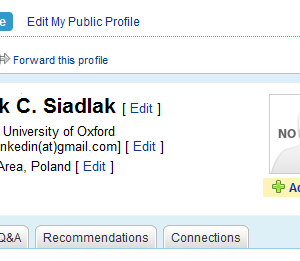 e Edit My Public Profile
Forward this profile
k C. Siadlak [ Edit ]
University of Oxford
nkedin(at)gmail.com] [ Edit ]
Area, Poland [ Edit ]
NO
Ad
Q&A Recommendations Connections